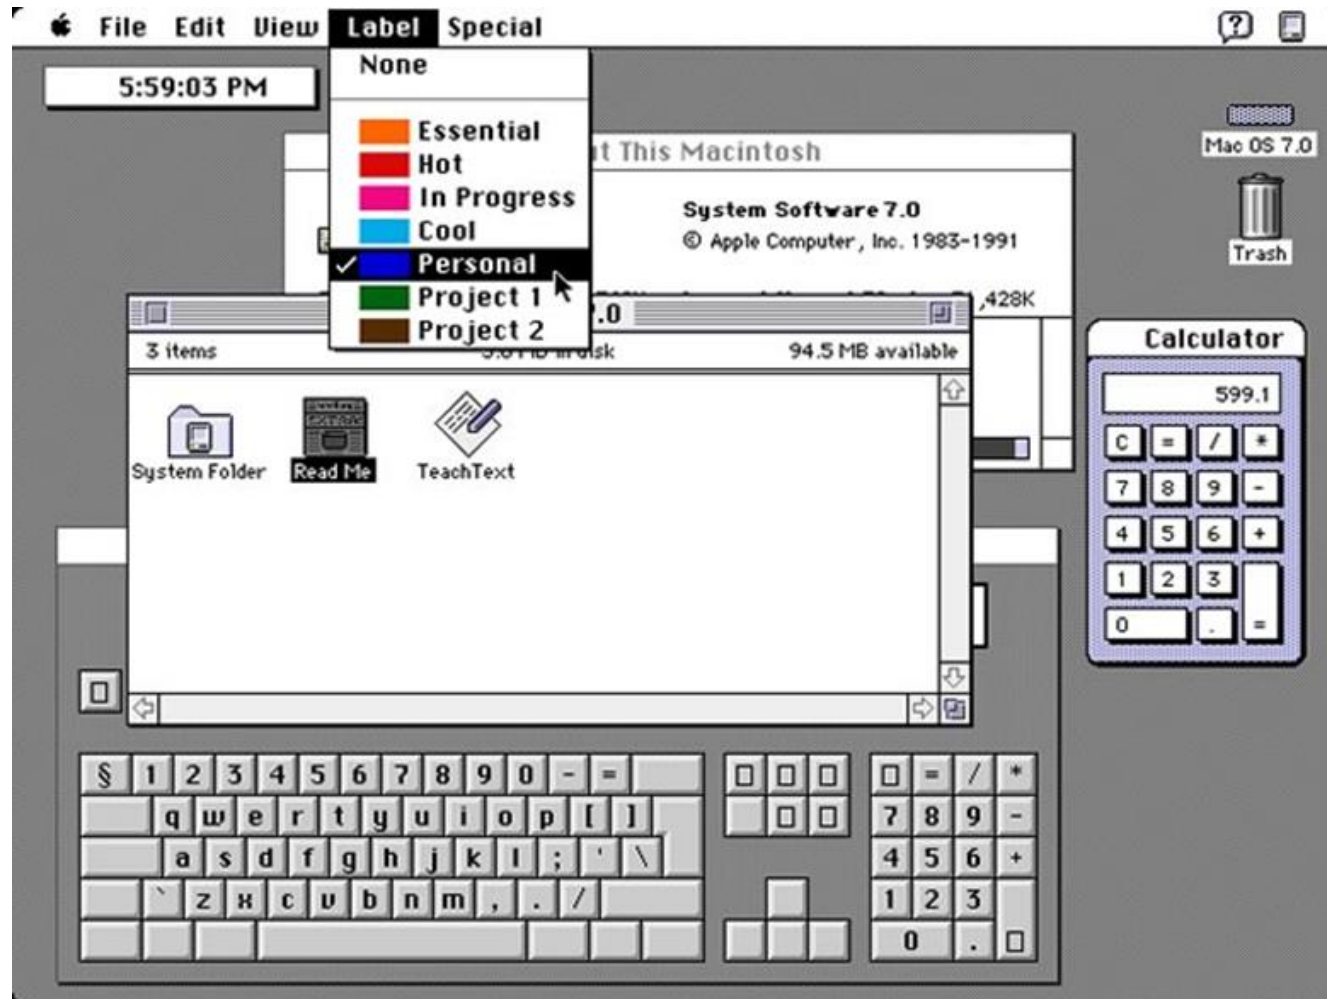 File Edit View Label Special
5:59:03 PM
None
Essential
Hot
In Progress
Cool
Personal
Project 1
Project 2
t This Macintosh
System Software 7.0
© Apple Computer, Inc. 1983-1991
,428K
.0
3 items
94.5 MB available
System Folder
Read Me
TeachText
Mac OS 7.0
Trash
Calculator
599.1
C = / *
7 8 9 -
4 5 6 +
1 2 3
0 . =
§ 1 2 3 4 5 6 7 8 9 0 - =
q w e r t y u i o p [ ]
a s d f g h j k l ; ' \
` z x c v b n m , . /
= / *
7 8 9 -
4 5 6 +
1 2 3
0 .